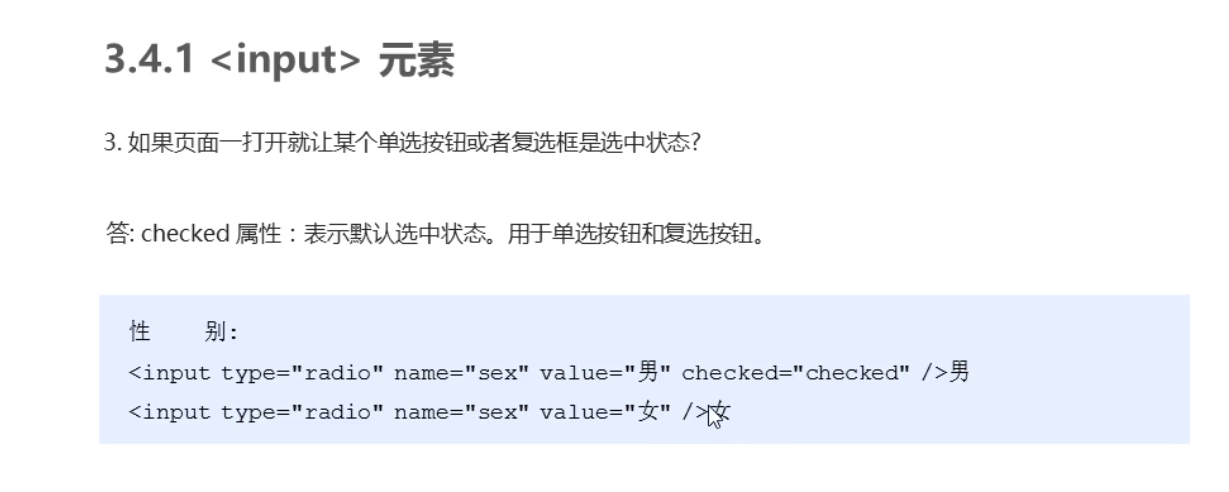 3.4.1 <input> 元素
3. 如果页面一打开就让某个单选按钮或者复选框是选中状态?
答: checked 属性：表示默认选中状态。用于单选按钮和复选按钮。
性    别:
<input type="radio" name="sex" value="男" checked="checked" />男
<input type="radio" name="sex" value="女" />女